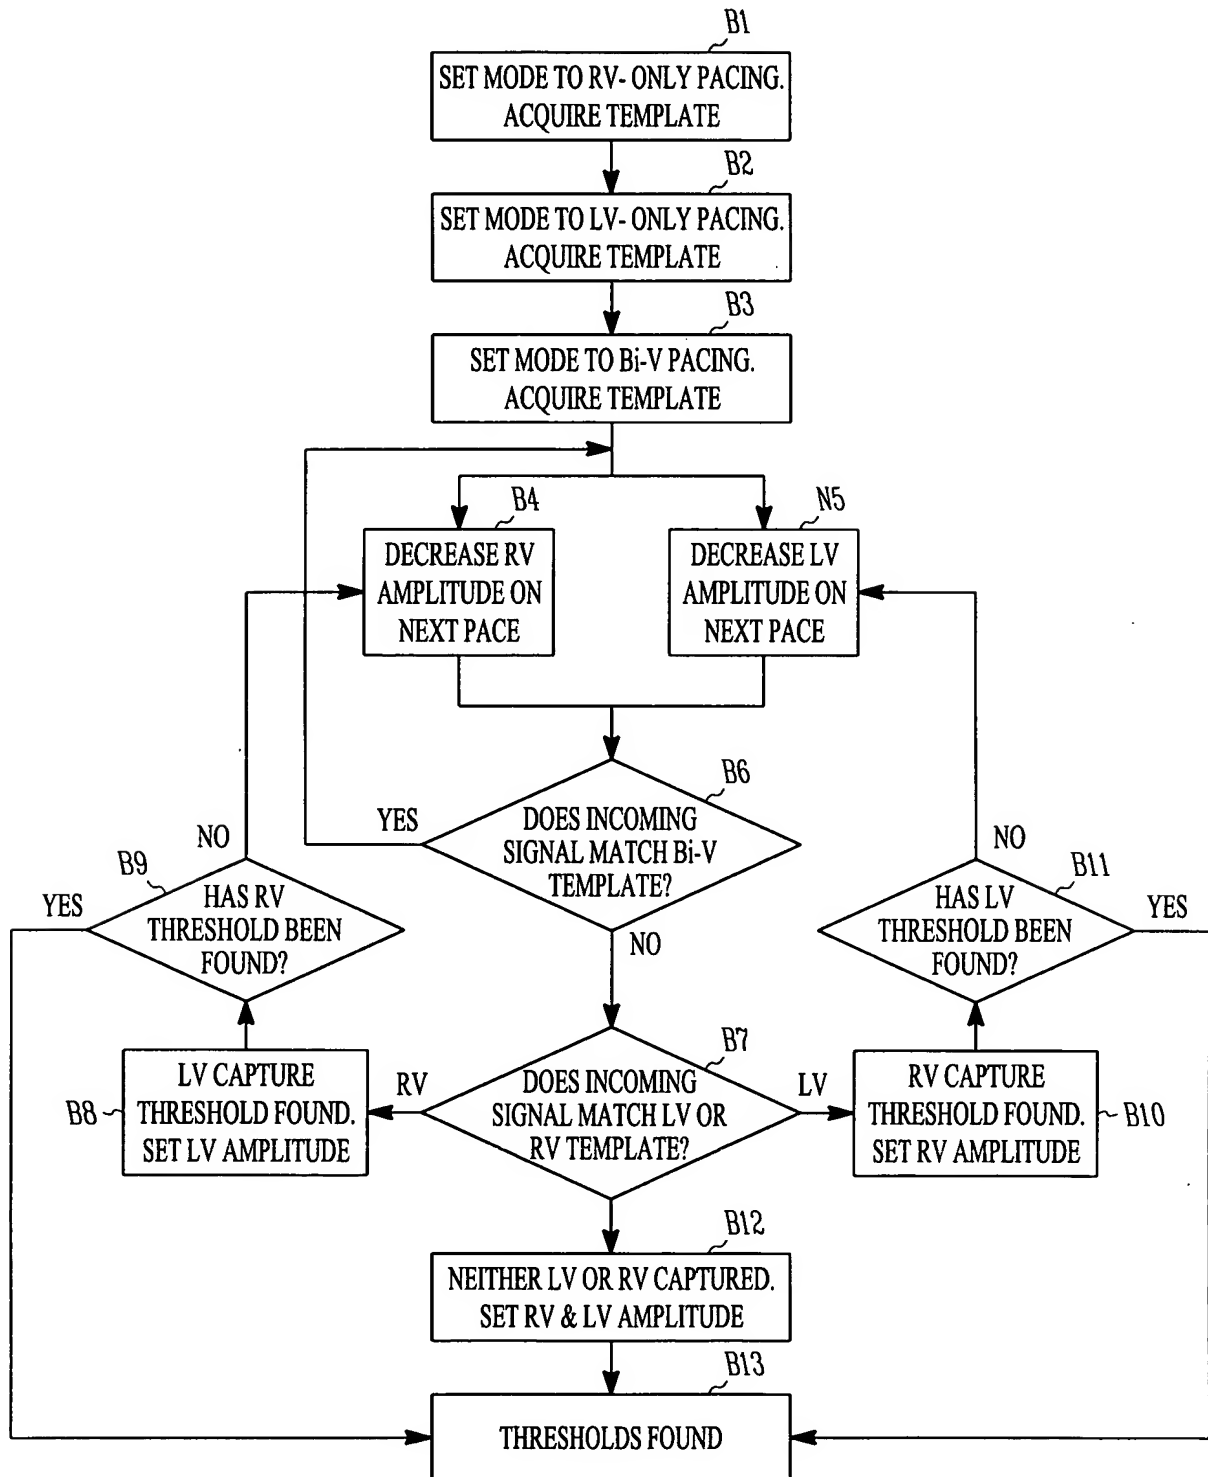 B1
SET MODE TO RV- ONLY PACING.
ACQUIRE TEMPLATE
B2
SET MODE TO LV- ONLY PACING.
ACQUIRE TEMPLATE
B3
SET MODE TO Bi-V PACING.
ACQUIRE TEMPLATE
B4
DECREASE RV
AMPLITUDE ON
NEXT PACE
N5
DECREASE LV
AMPLITUDE ON
NEXT PACE
B6
YES
DOES INCOMING
SIGNAL MATCH Bi-V
TEMPLATE?
NO
B9
NO
YES
HAS RV
THRESHOLD BEEN
FOUND?
NO
B11
YES
HAS LV
THRESHOLD BEEN
FOUND?
B7
RV
DOES INCOMING
SIGNAL MATCH LV OR
RV TEMPLATE?
LV
B8
LV CAPTURE
THRESHOLD FOUND.
SET LV AMPLITUDE
RV CAPTURE
THRESHOLD FOUND.
SET RV AMPLITUDE
B10
B12
NEITHER LV OR RV CAPTURED.
SET RV & LV AMPLITUDE
B13
THRESHOLDS FOUND